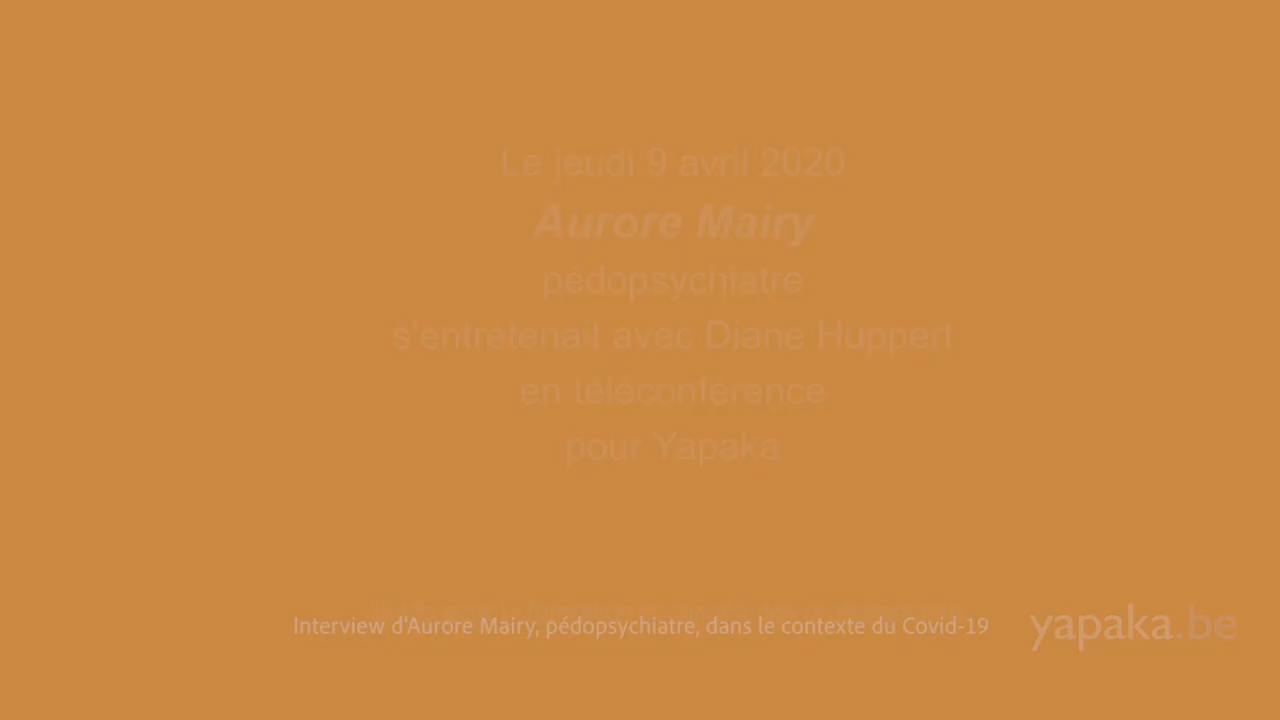 Le jeudi 9 avril 2020
Aurore Mairy
pédopsychiatre
s'entretenait avec Diane Huppert
en téléconférence
pour Yapaka
Interview d'Aurore Mairy, pédopsychiatre, dans le contexte du Covid-19
yapaka.be